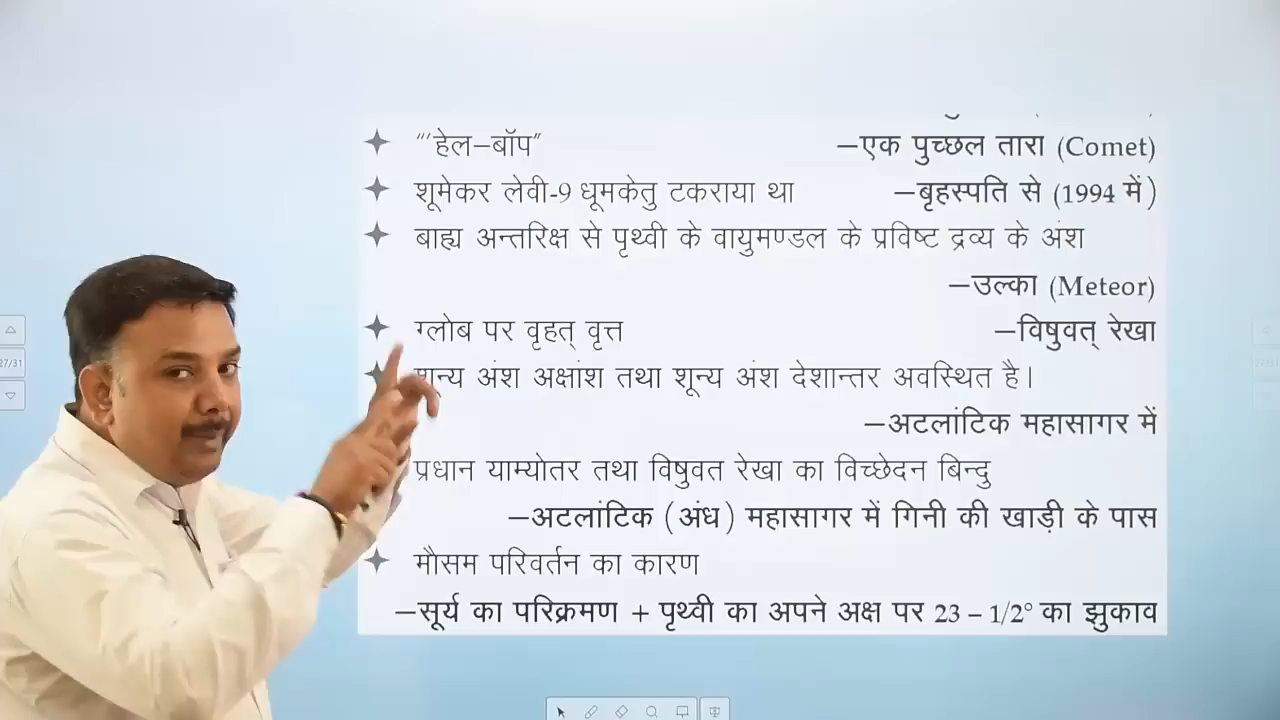 "'हेल–बॉप" –एक पुच्छल तारा (Comet)
शूमेकर लेवी-9 धूमकेतु टकराया था –बृहस्पति से (1994 में)
बाह्य अन्तरिक्ष से पृथ्वी के वायुमण्डल के प्रविष्ट द्रव्य के अंश
–उल्का (Meteor)
ग्लोब पर वृहत् वृत्त –विषुवत् रेखा
27/31
शून्य अंश अक्षांश तथा शून्य अंश देशान्तर अवस्थित है।
–अटलांटिक महासागर में
प्रधान याम्योतर तथा विषुवत रेखा का विच्छेदन बिन्दु
–अटलांटिक (अंध) महासागर में गिनी की खाड़ी के पास
मौसम परिवर्तन का कारण
–सूर्य का परिक्रमण + पृथ्वी का अपने अक्ष पर 23 – 1/2° का झुकाव